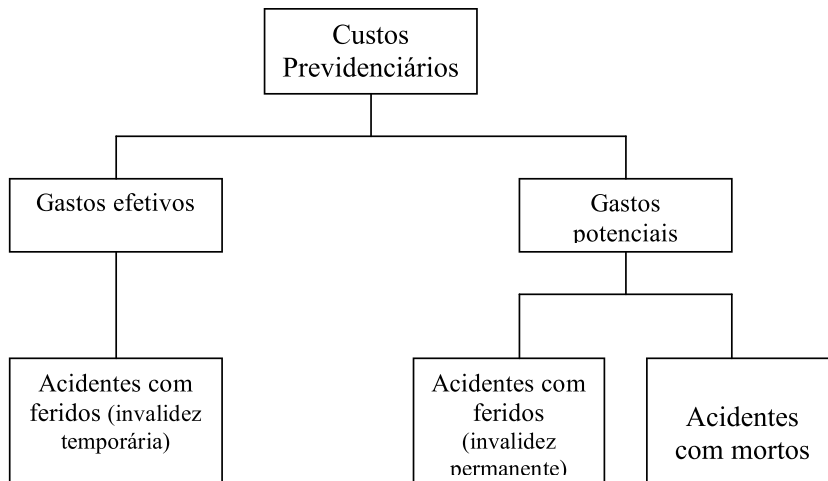 Custos
Previdenciários
Gastos efetivos
Gastos
potenciais
Acidentes com
feridos (invalidez
temporária)
Acidentes com
feridos
(invalidez
permanente)
Acidentes
com mortos